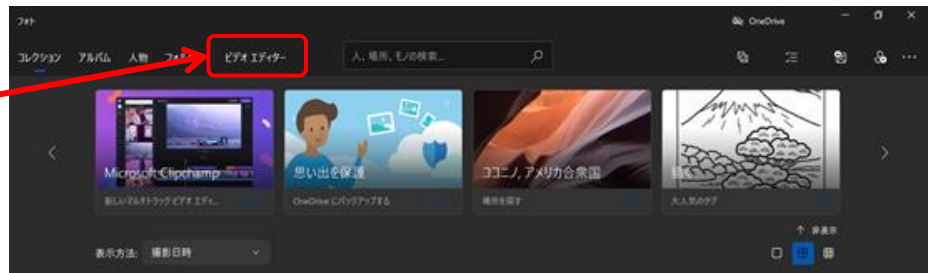 フォト
OneDrive
コレクション アルバム 人物 ビデオ エディター 人、場所、モノの検索...
Microsoft Clipchamp
新しいマルチトラック ビデオ エディ...
思い出を保護
OneDrive にバックアップする
ココニノ, アメリカ合衆国
場所を探す
大人気のタグ
↑ 非表示
表示方法: 撮影日時